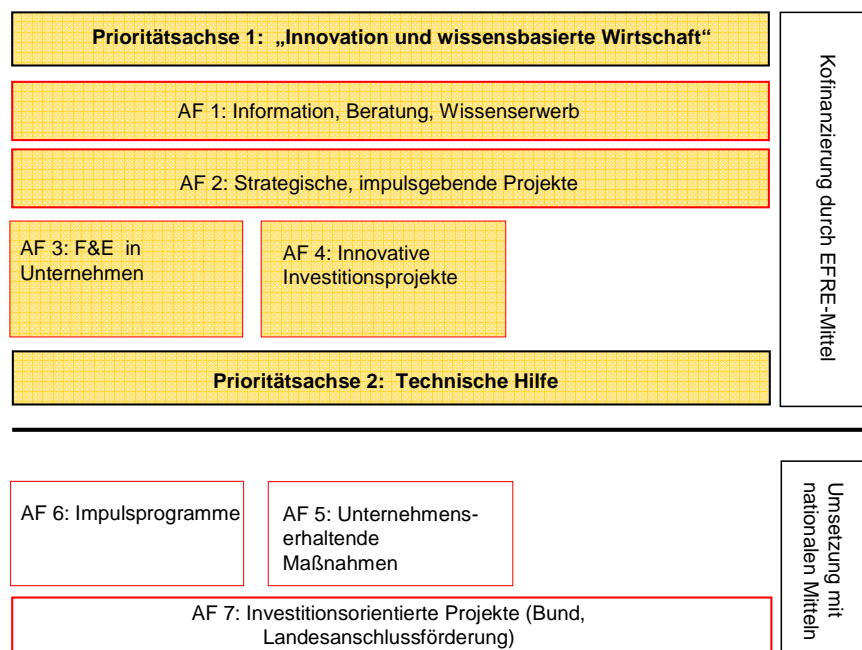 Prioritätsachse 1: „Innovation und wissensbasierte Wirtschaft“
AF 1: Information, Beratung, Wissenserwerb
AF 2: Strategische, impulsgebende Projekte
AF 3: F&E in
Unternehmen
AF 4: Innovative
Investitionsprojekte
Prioritätsachse 2: Technische Hilfe
Kofinanzierung durch EFRE-Mittel
AF 6: Impulsprogramme
AF 5: Unternehmens-
erhaltende
Maßnahmen
AF 7: Investitionsorientierte Projekte (Bund,
Landesanschlussförderung)
Umsetzung mit
nationalen Mitteln